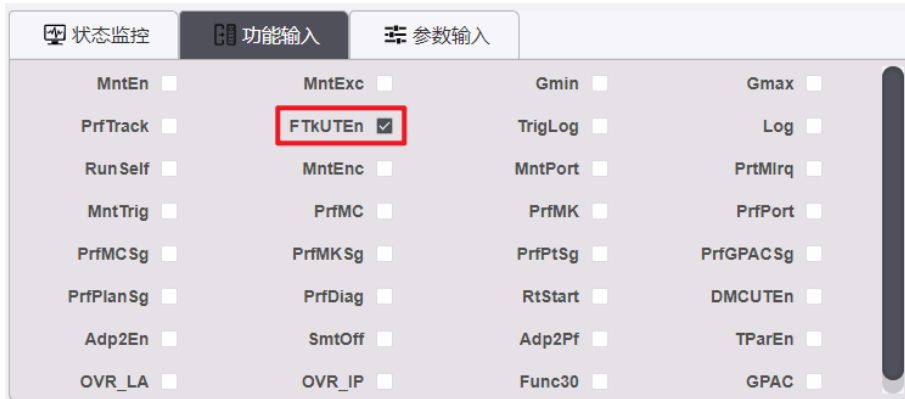 状态监控 功能输入 参数输入
MntEn MntExc Gmin Gmax
PrfTrack FTkUTEn TrigLog Log
RunSelf MntEnc MntPort PrtMIrq
MntTrig PrfMC PrfMK PrfPort
PrfMCSg PrfMKSg PrfPtSg PrfGPACSg
PrfPlanSg PrfDiag RtStart DMCUTEn
Adp2En SmtOff Adp2Pf TParEn
OVR_LA OVR_IP Func30 GPAC